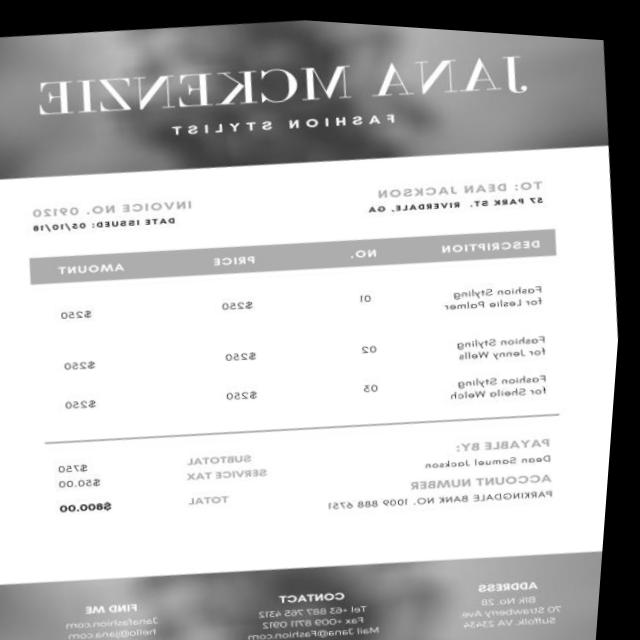 JANA MCKENZIE
FASHION STYLIST
TO: DEAN JACKSON
57 PARK ST. RIVERDALE, GA
INVOICE NO. 09120
DATE ISSUED: 05/10/18
DESCRIPTION NO. PRICE AMOUNT
Fashion Styling
for Leslie Palmer 01 $250 $250
Fashion Styling
for Jenny Wells 02 $250 $250
Fashion Styling
for Sheila Welch 03 $250 $250
PAYABLE BY:
Dean Samuel Jackson
ACCOUNT NUMBER
PARKINGDALE BANK NO. 1009 888 6751
SUBTOTAL $750
SERVICE TAX $50.00
TOTAL $800.00
ADDRESS
Blk No. 28
70 Strawberry Ave
Suffolk, VA 23434
CONTACT
Tel +63 887 765 4312
Fax +009 8711 0912
Mail Jana@Fashion.com
FIND ME
Janafashion.com
hello@jana.com